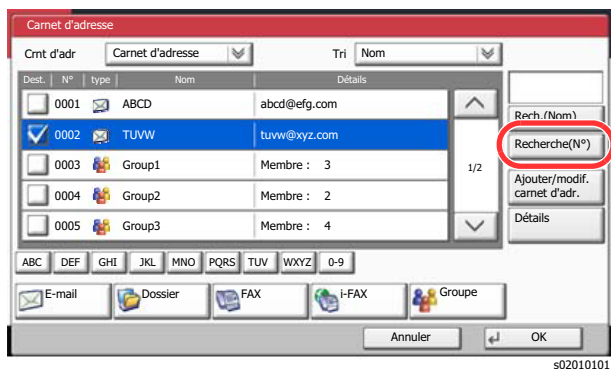 Carnet d'adresse
Crnt d'adr Carnet d'adresse Tri Nom
Dest. N° type Nom Détails
0001 ABCD abcd@efg.com
0002 TUVW tuvw@xyz.com
0003 Group1 Membre : 3
0004 Group2 Membre : 2
0005 Group3 Membre : 4
1/2
Rech.(Nom)
Recherche(N°)
Ajouter/modif.
carnet d'adr.
Détails
ABC DEF GHI JKL MNO PQRS TUV WXYZ 0-9
E-mail Dossier FAX i-FAX Groupe
Annuler OK
s02010101